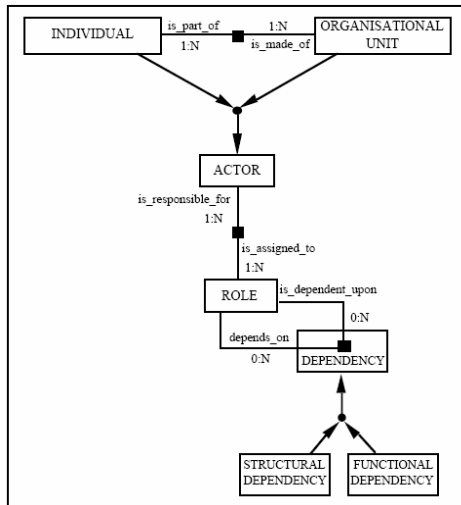 is_part_of
1:N
INDIVIDUAL
ORGANISATIONAL
UNIT
1:N
is_made_of
ACTOR
is_responsible_for
1:N
is_assigned_to
1:N
ROLE
is_dependent_upon
0:N
depends_on
0:N
DEPENDENCY
STRUCTURAL
DEPENDENCY
FUNCTIONAL
DEPENDENCY